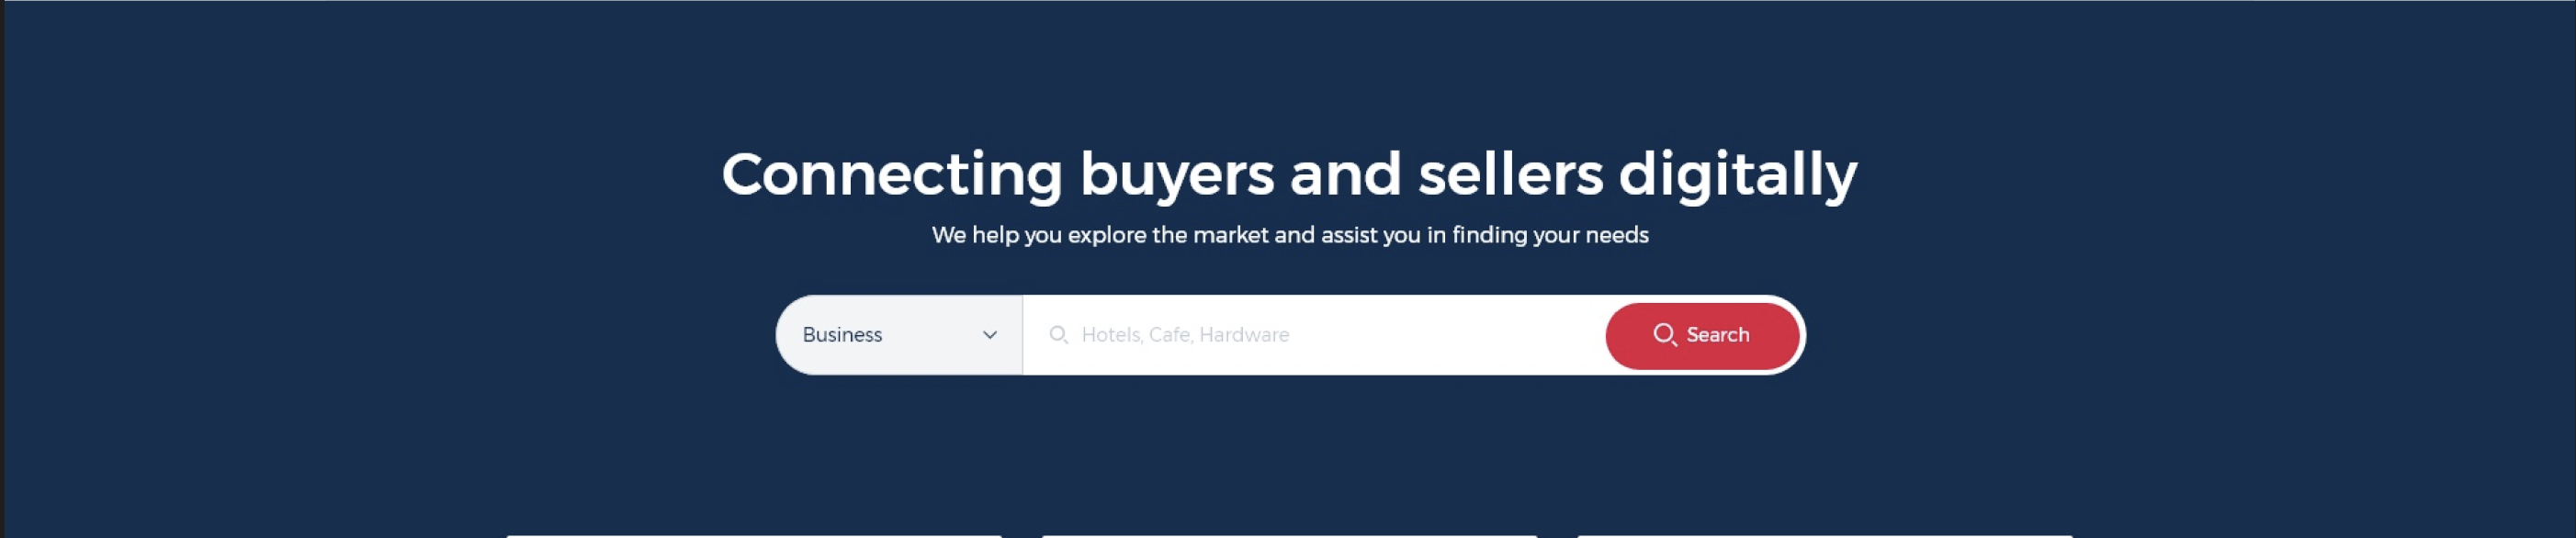 Connecting buyers and sellers digitally
We help you explore the market and assist you in finding your needs
Business
Hotels, Cafe, Hardware
Search